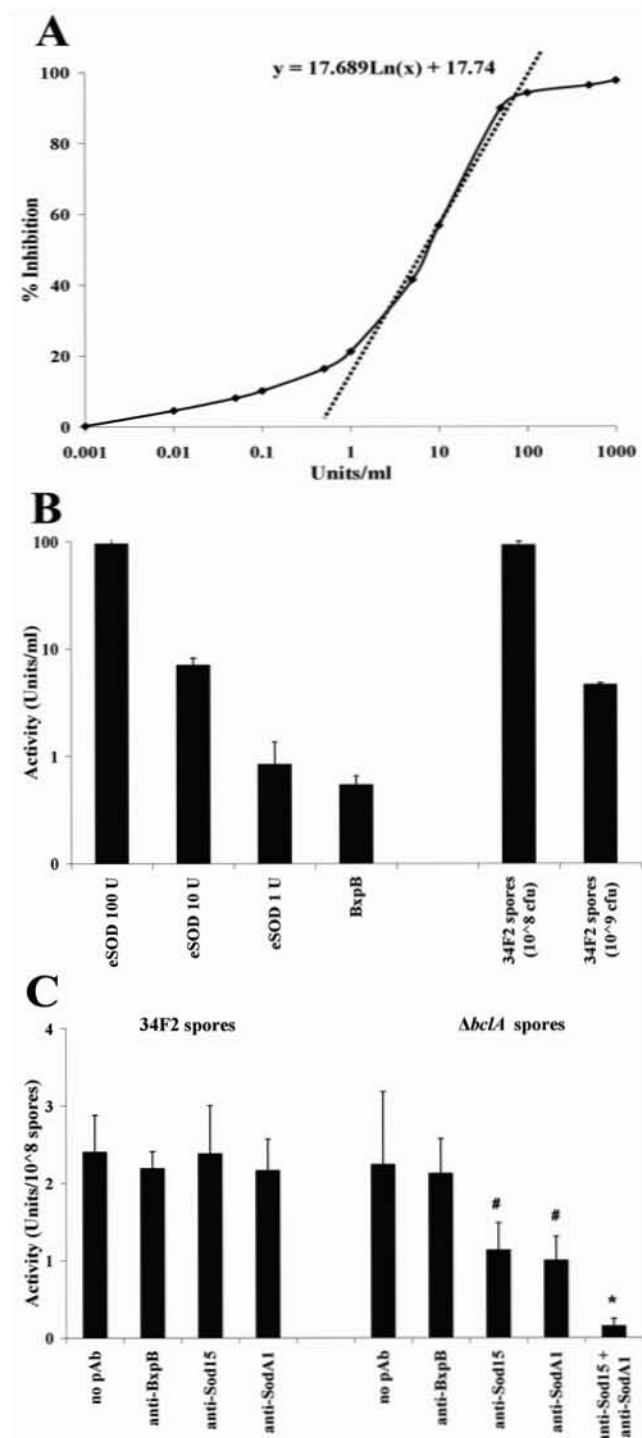 A
y = 17.689Ln(x) + 17.74
% Inhibition
100
80
60
40
20
0
0.001 0.01 0.1 1 10 100 1000
Units/ml
B
Activity (Units/ml)
100
10
1
0
eSOD 100 U
eSOD 10 U
eSOD 1 U
BxpB
34F2 spores
(10^8 cfu)
34F2 spores
(10^9 cfu)
C
34F2 spores
ΔbclA spores
Activity (Units/10^8 spores)
4
3
2
1
0
#
#
*
no pAb
anti-BxpB
anti-Sod15
anti-SodA1
no pAb
anti-BxpB
anti-Sod15
anti-SodA1
anti-Sod15 +
anti-SodA1